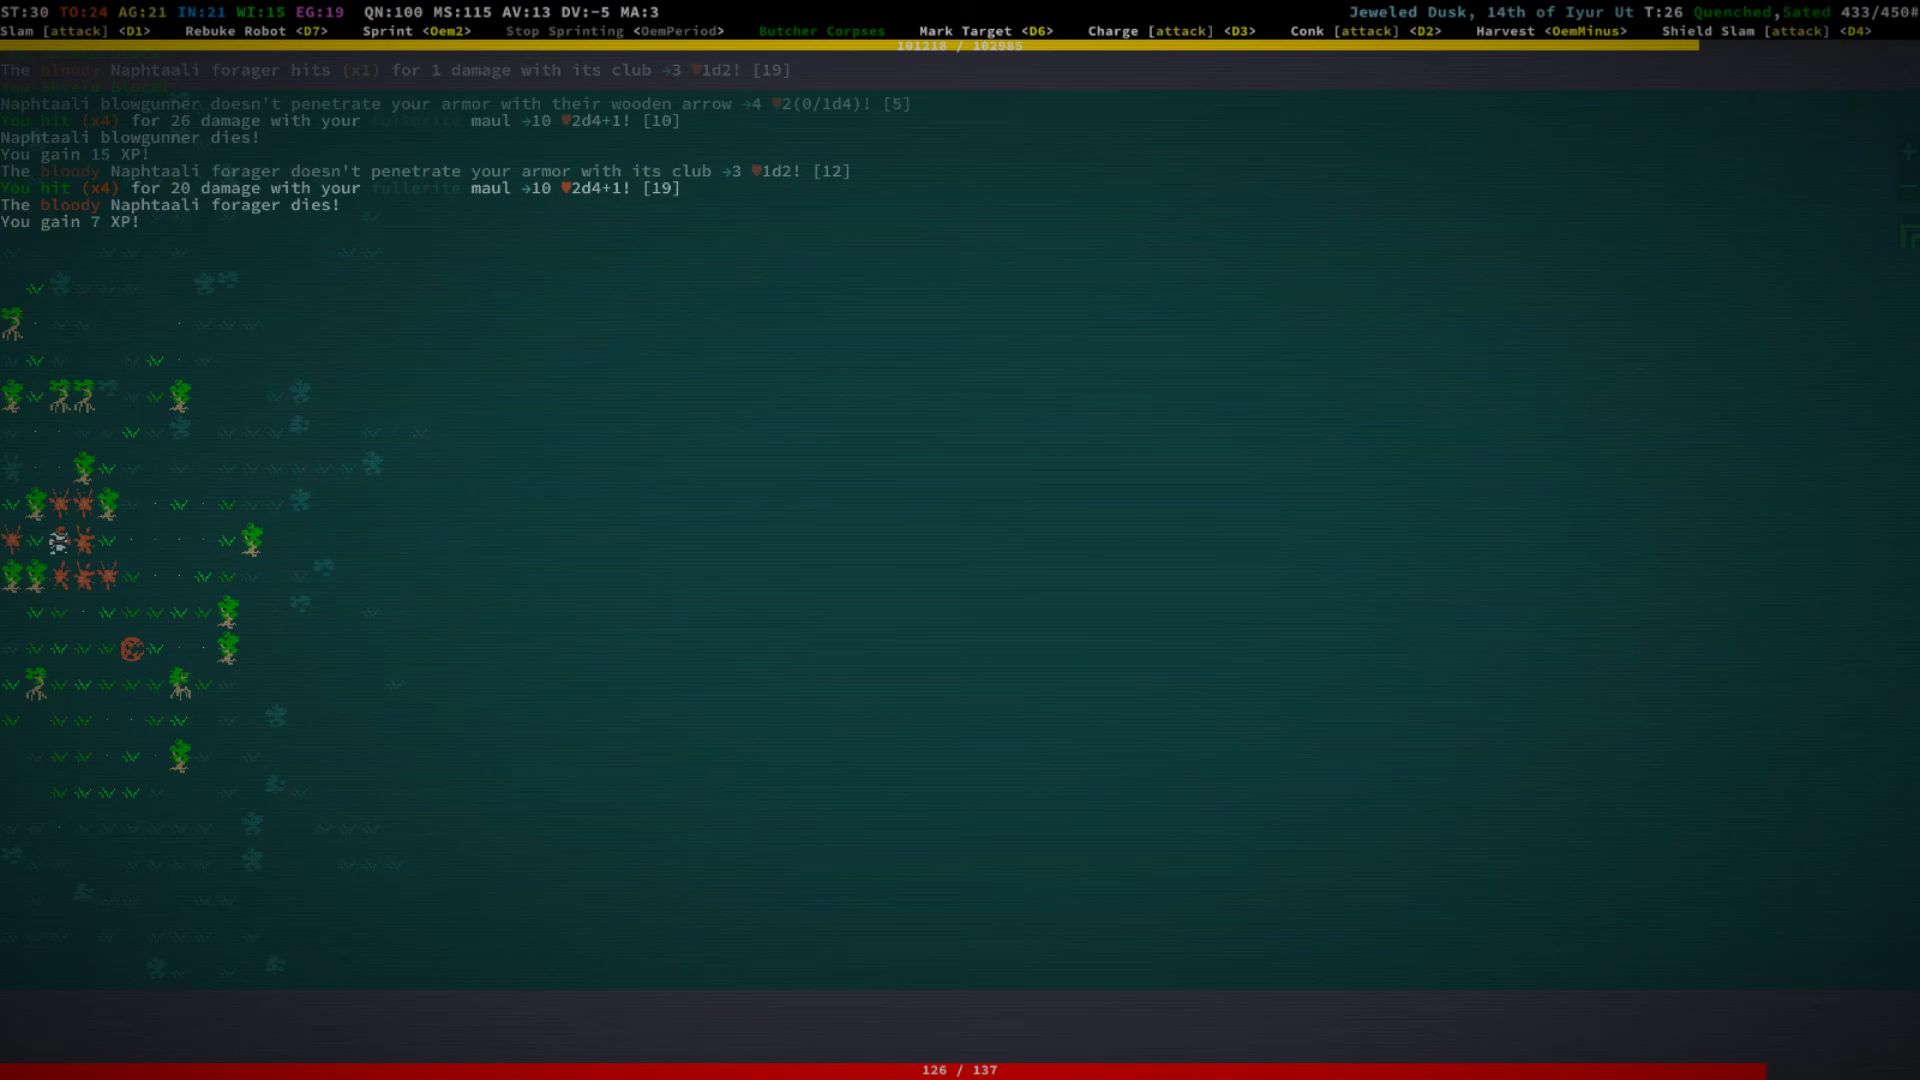 ST:30 TO:24 AG:21 IN:21 WI:15 EG:19 QN:100 MS:115 AV:13 DV:-5 MA:3 Jeweled Dusk, 14th of Iyur Ut T:26 Quenched,Sated 433/450#
Slam [attack] <D1> Rebuke Robot <D7> Sprint <Oem2> Stop Sprinting <OemPeriod> Butcher Corpses Mark Target <D6> Charge [attack] <D3> Conk [attack] <D2> Harvest <OemMinus> Shield Slam [attack] <D4>
101218 / 102985
The bloody Naphtaali forager hits (x1) for 1 damage with its club →3 ♥1d2! [19]
You Shield Block!
Naphtaali blowgunner doesn't penetrate your armor with their wooden arrow →4 ♥2(0/1d4)! [5]
You hit (x4) for 26 damage with your fullerite maul →10 ♥2d4+1! [10]
Naphtaali blowgunner dies!
You gain 15 XP!
The bloody Naphtaali forager doesn't penetrate your armor with its club →3 ♥1d2! [12]
You hit (x4) for 20 damage with your fullerite maul →10 ♥2d4+1! [19]
The bloody Naphtaali forager dies!
You gain 7 XP!
126 / 137